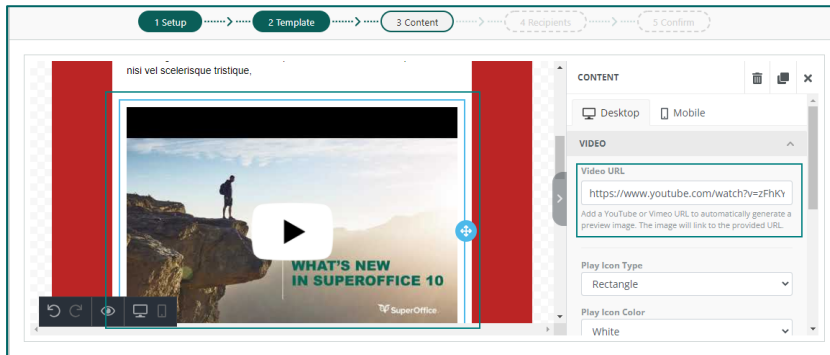 1 Setup
2 Template
3 Content
4 Recipients
5 Confirm
nisi vel scelerisque tristique,
WHAT'S NEW
IN SUPEROFFICE 10
SuperOffice
CONTENT
Desktop
Mobile
VIDEO
Video URL
https://www.youtube.com/watch?v=zFhKY
Add a YouTube or Vimeo URL to automatically generate a
preview image. The image will link to the provided URL.
Play Icon Type
Rectangle
Play Icon Color
White